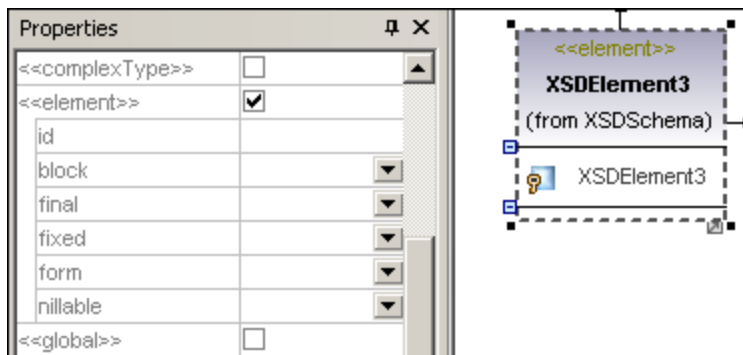 Properties
<<complexType>>
<<element>>
id
block
final
fixed
form
nillable
<<global>>
<<element>>
XSDElement3
(from XSDSchema)
XSDElement3